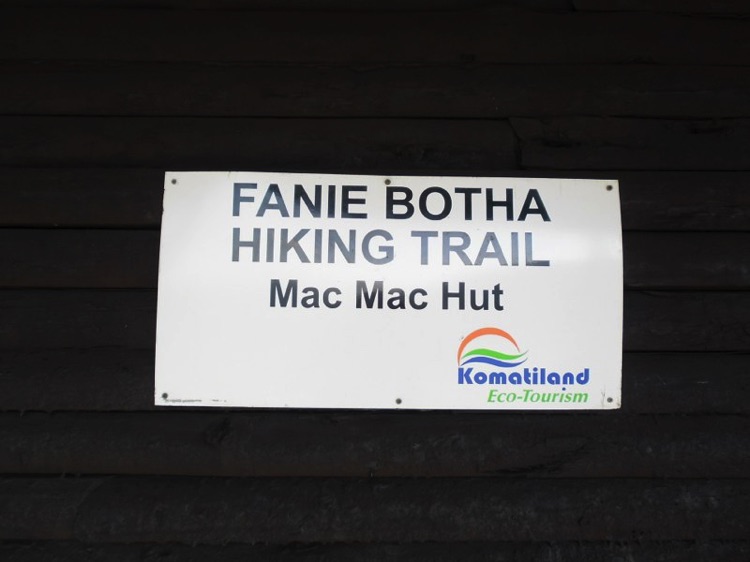 FANIE BOTHA
HIKING TRAIL
Mac Mac Hut
Komatiland
Eco-Tourism